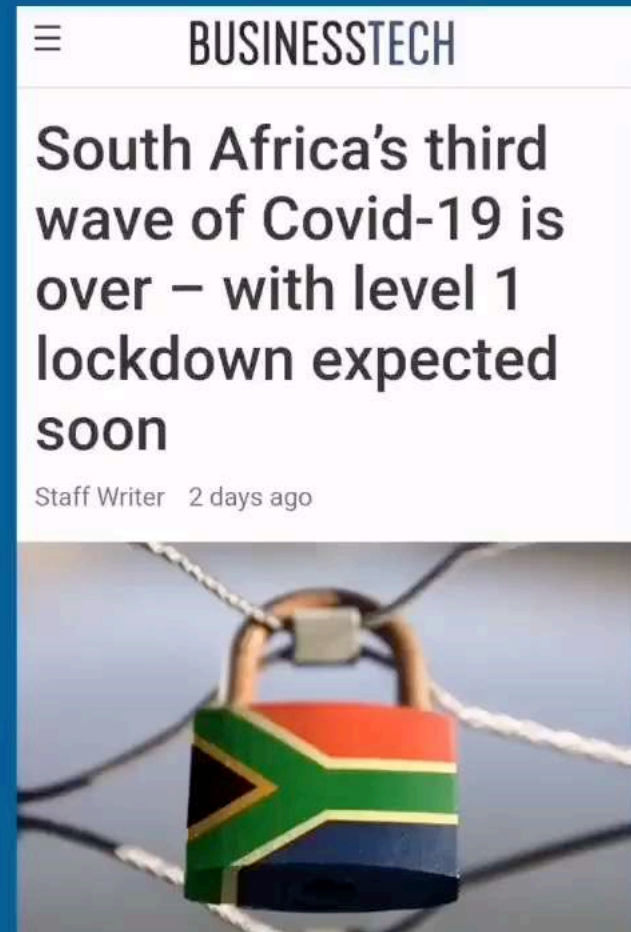 BUSINESSTECH
South Africa's third
wave of Covid-19 is
over – with level 1
lockdown expected
soon
Staff Writer 2 days ago